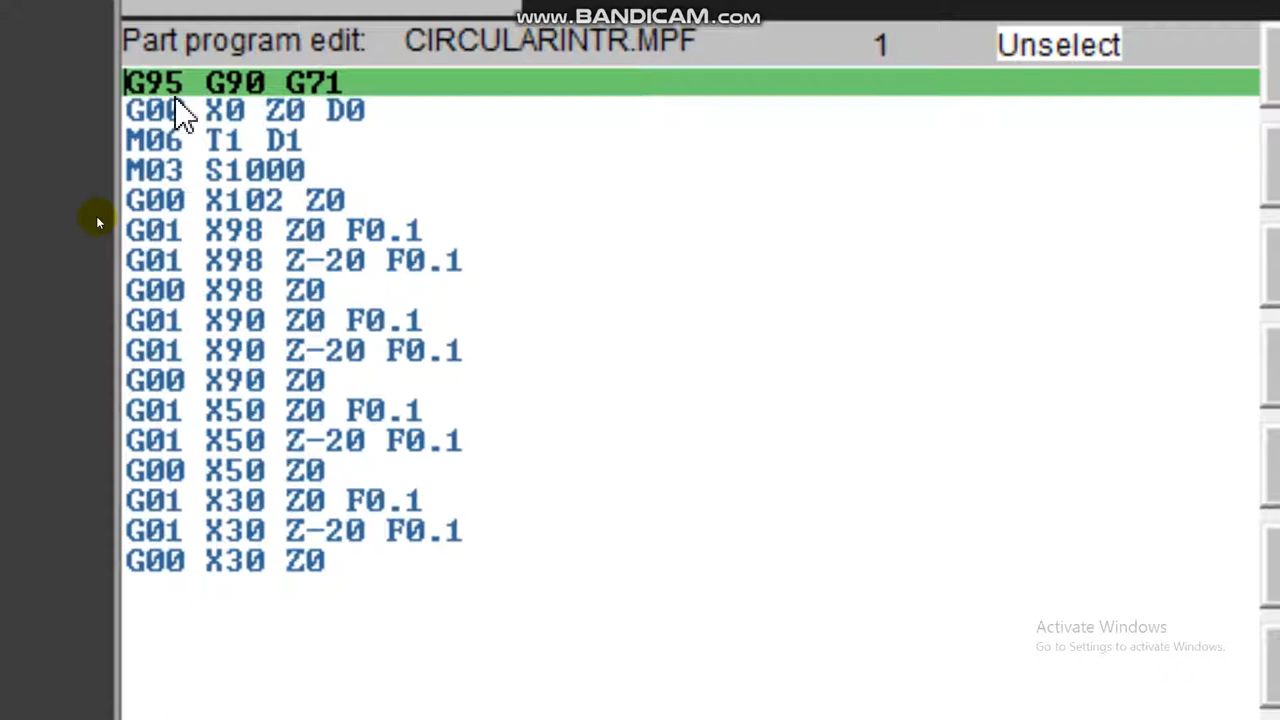 www.BANDICAM.com
Part program edit: CIRCULARINTR.MPF 1 Unselect
G95 G90 G71
G00 X0 Z0 D0
M06 T1 D1
M03 S1000
G00 X102 Z0
G01 X98 Z0 F0.1
G01 X98 Z-20 F0.1
G00 X98 Z0
G01 X90 Z0 F0.1
G01 X90 Z-20 F0.1
G00 X90 Z0
G01 X50 Z0 F0.1
G01 X50 Z-20 F0.1
G00 X50 Z0
G01 X30 Z0 F0.1
G01 X30 Z-20 F0.1
G00 X30 Z0
Activate Windows
Go to Settings to activate Windows.